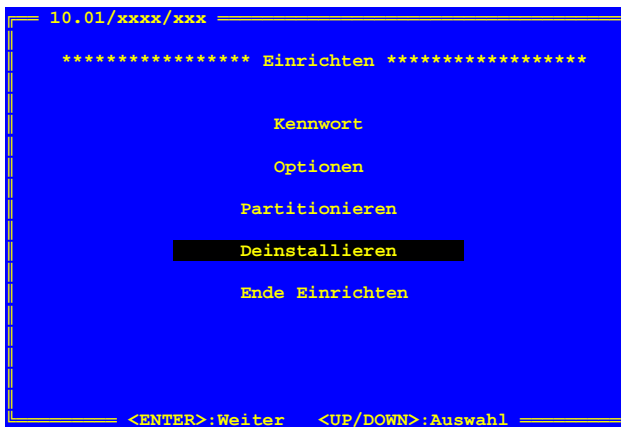 10.01/xxxx/xxx
***************** Einrichten ******************
Kennwort
Optionen
Partitionieren
Deinstallieren
Ende Einrichten
<ENTER>:Weiter <UP/DOWN>:Auswahl